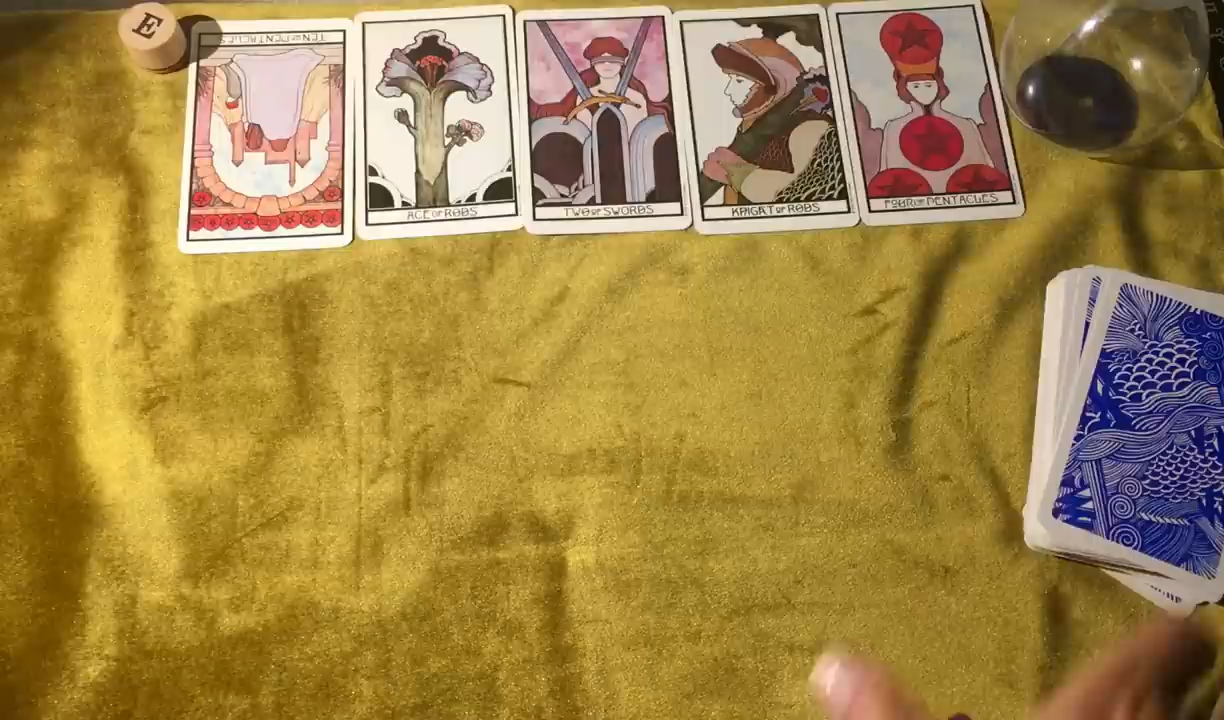 E
TEN OF PENTACLES
ACE OF RODS
TWO OF SWORDS
KNIGHT OF RODS
FOUR OF PENTACLES